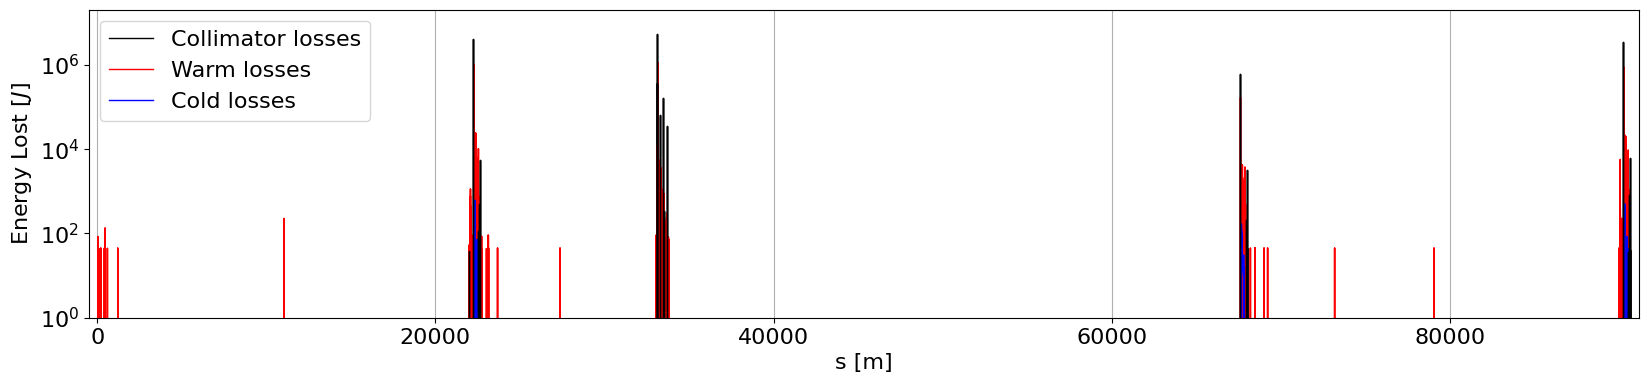 Collimator losses
Warm losses
Cold losses
Energy Lost [J]
10^6
10^4
10^2
10^0
0 20000 40000 60000 80000
s [m]